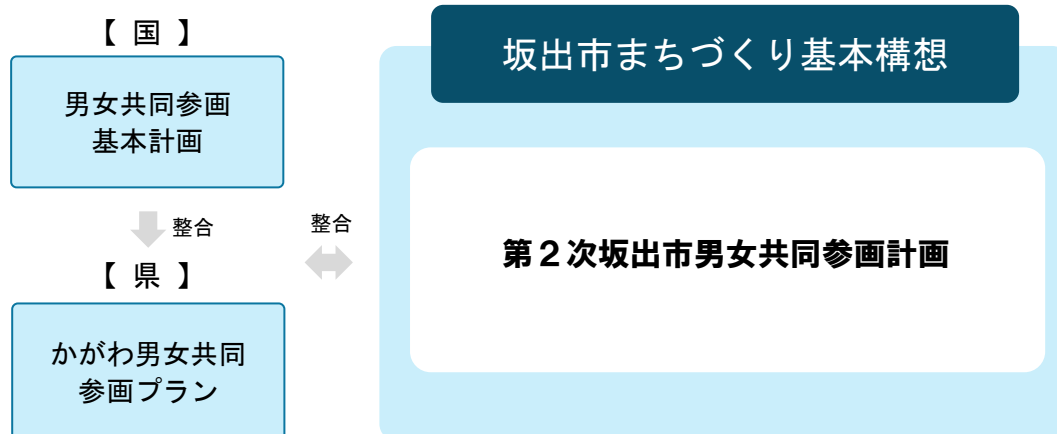 【 国 】
男女共同参画
基本計画
整合
【 県 】
かがわ男女共同
参画プラン
整合
坂出市まちづくり基本構想
第２次坂出市男女共同参画計画